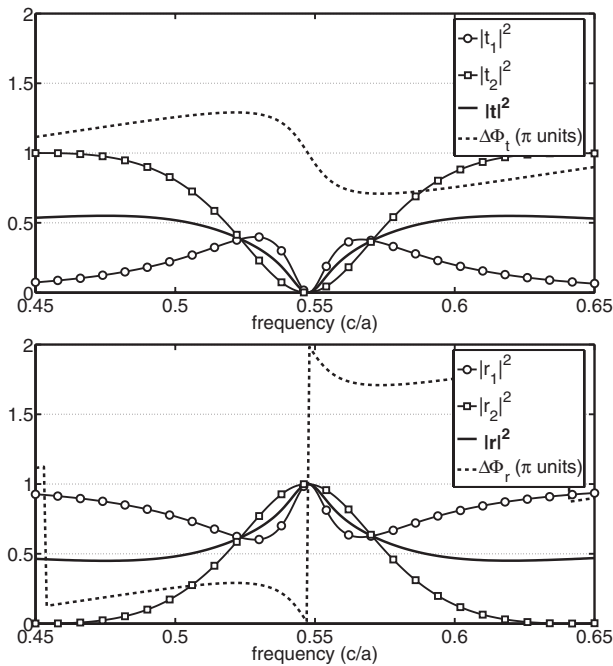 2
1.5
1
0.5
0
0.45 0.5 0.55 0.6 0.65
frequency (c/a)
|t₁|²
|t₂|²
|t|²
ΔΦₜ (π units)
2
1.5
1
0.5
0
0.45 0.5 0.55 0.6 0.65
frequency (c/a)
|r₁|²
|r₂|²
|r|²
ΔΦᵣ (π units)